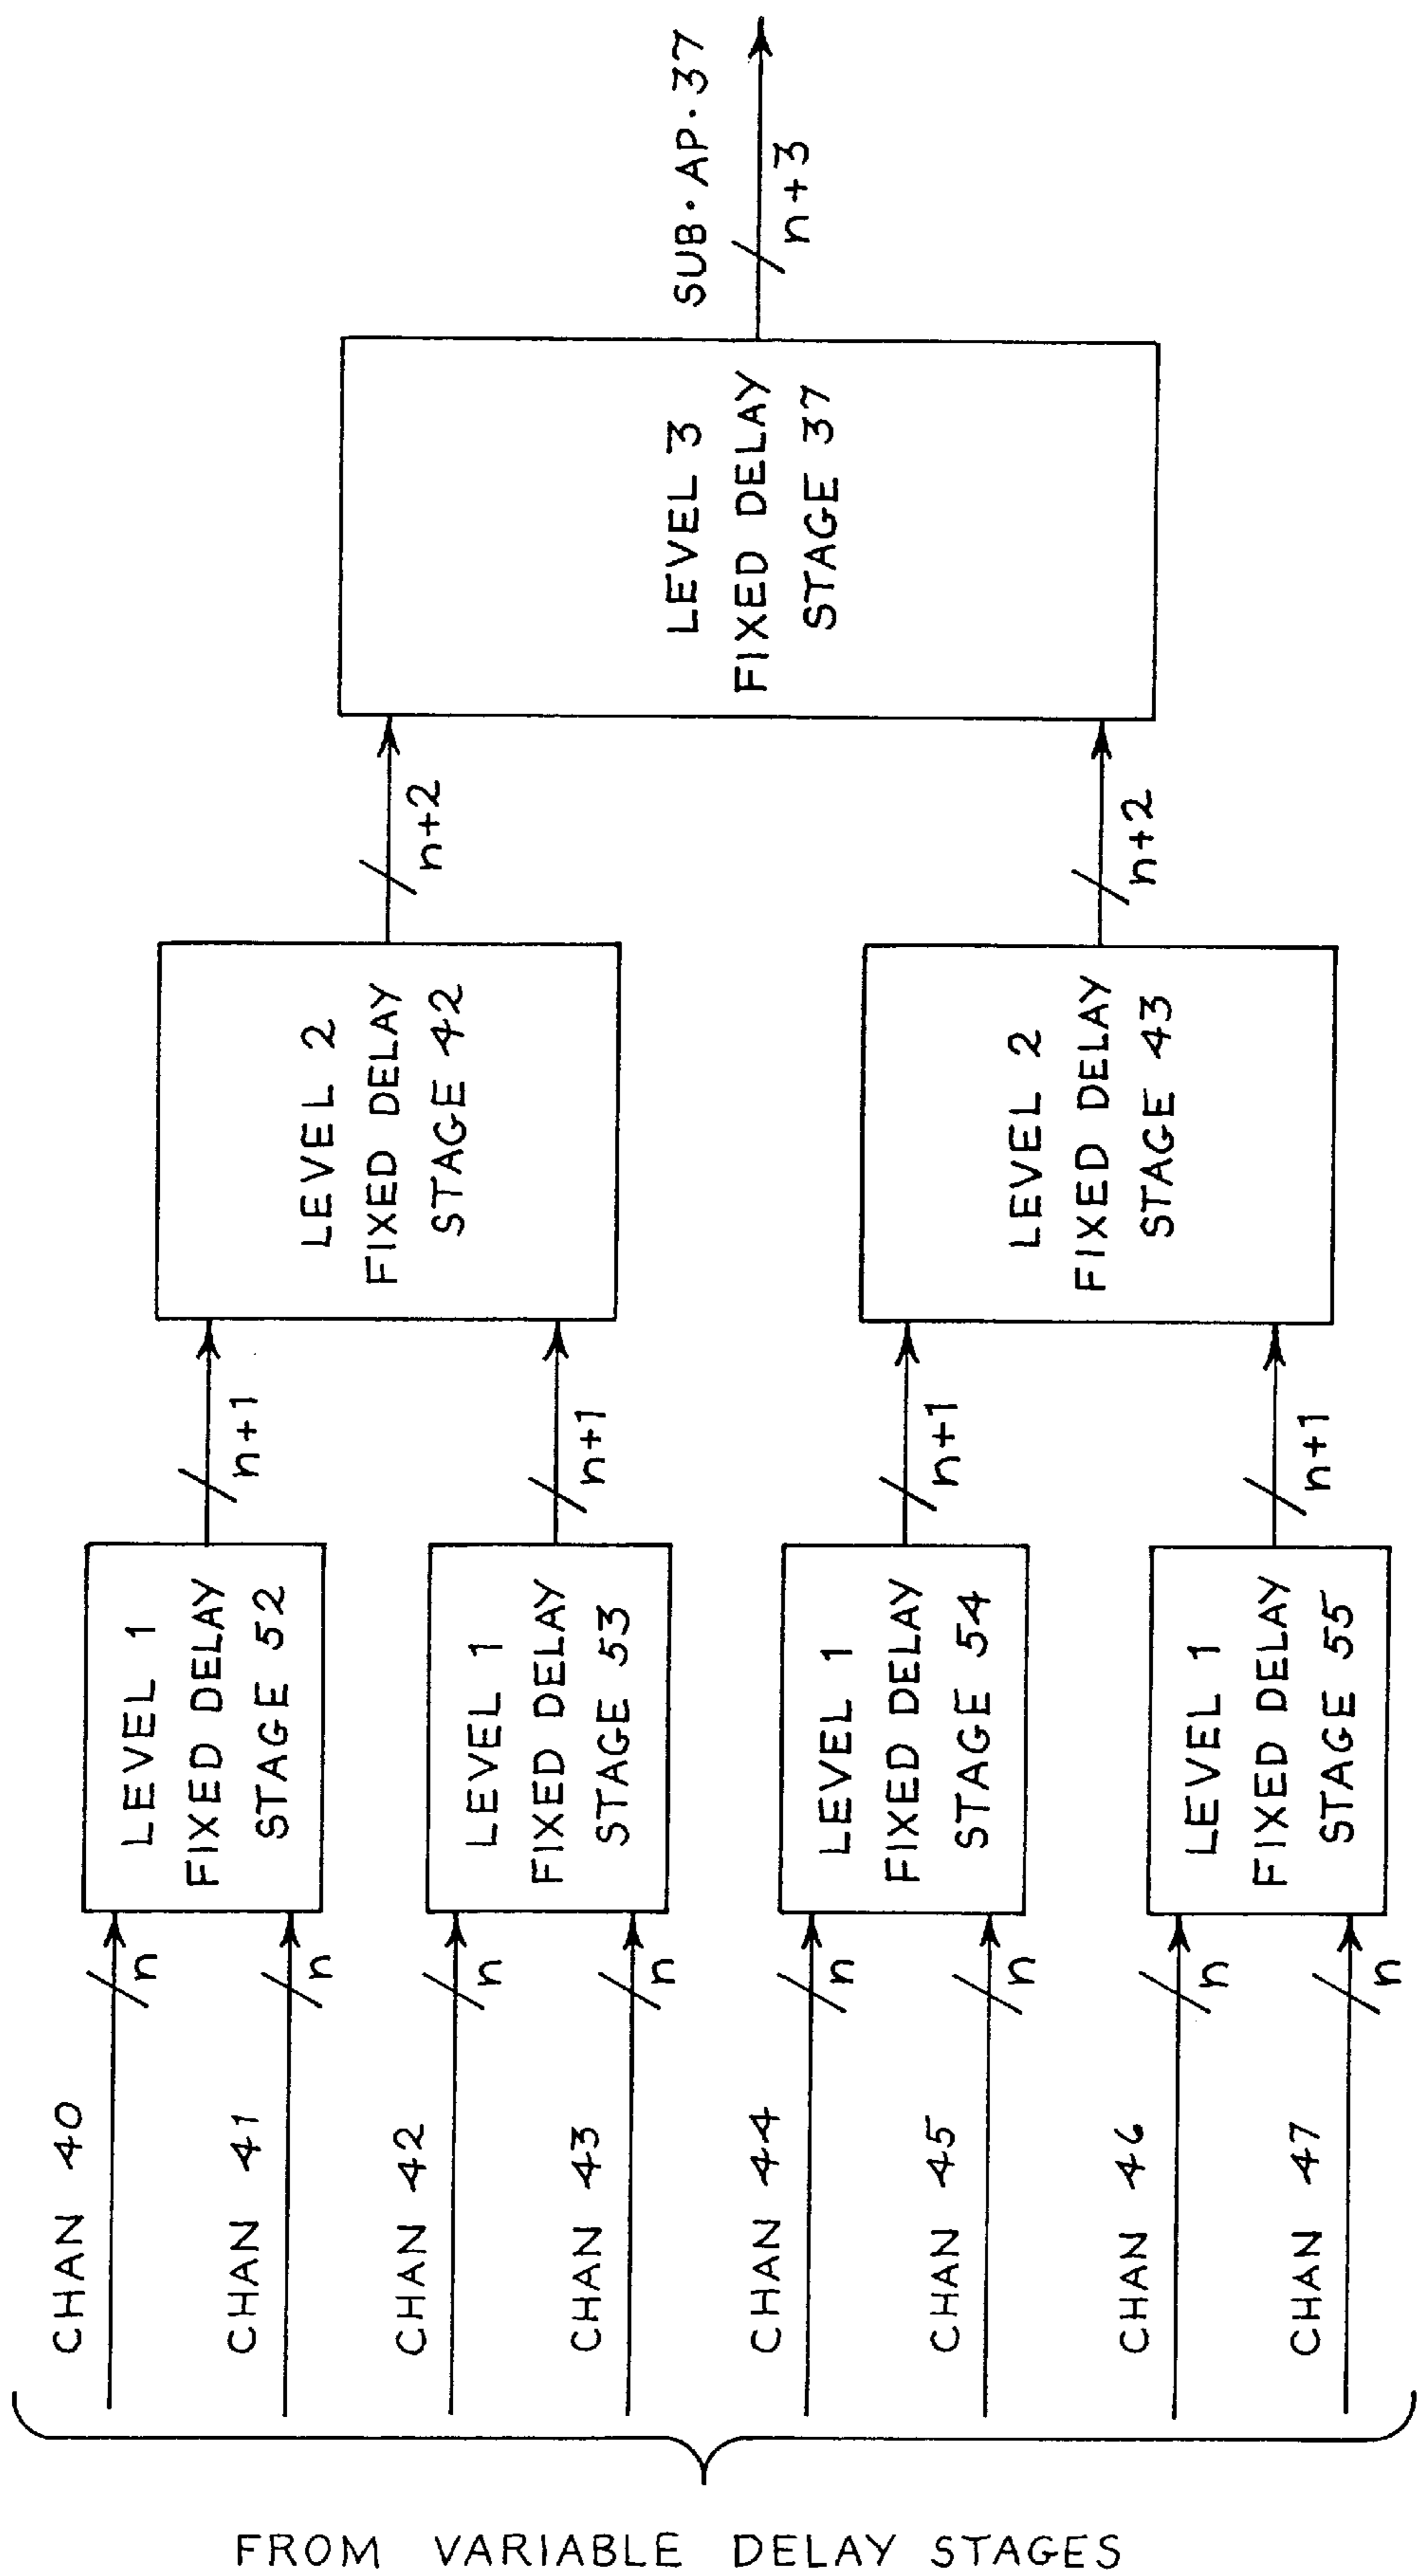 SUB·AP·37
n+3
LEVEL 3
FIXED DELAY
STAGE 37
n+2
n+2
LEVEL 2
FIXED DELAY
STAGE 42
LEVEL 2
FIXED DELAY
STAGE 43
n+1
n+1
n+1
n+1
LEVEL 1
FIXED DELAY
STAGE 52
LEVEL 1
FIXED DELAY
STAGE 53
LEVEL 1
FIXED DELAY
STAGE 54
LEVEL 1
FIXED DELAY
STAGE 55
n
n
n
n
n
n
n
n
CHAN 40
CHAN 41
CHAN 42
CHAN 43
CHAN 44
CHAN 45
CHAN 46
CHAN 47
FROM VARIABLE DELAY STAGES